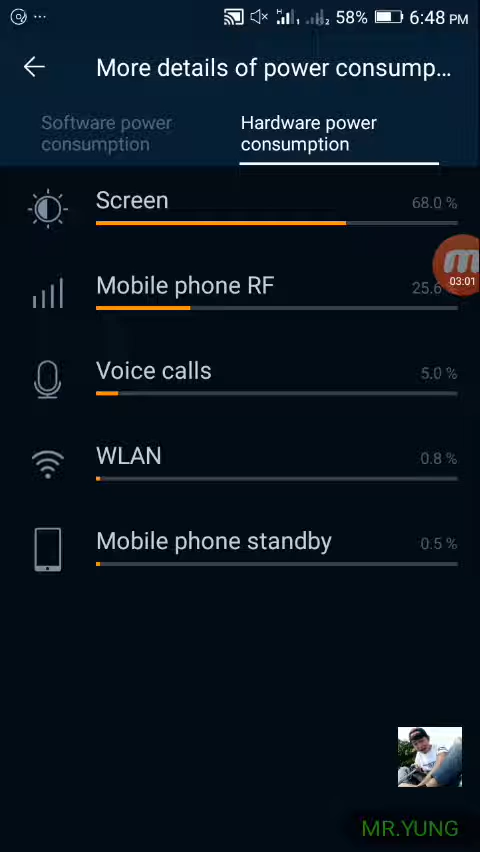 58% 6:48 PM
More details of power consump...
Software power
consumption
Hardware power
consumption
Screen 68.0 %
Mobile phone RF 25.6
03:01
Voice calls 5.0 %
WLAN 0.8 %
Mobile phone standby 0.5 %
MR.YUNG